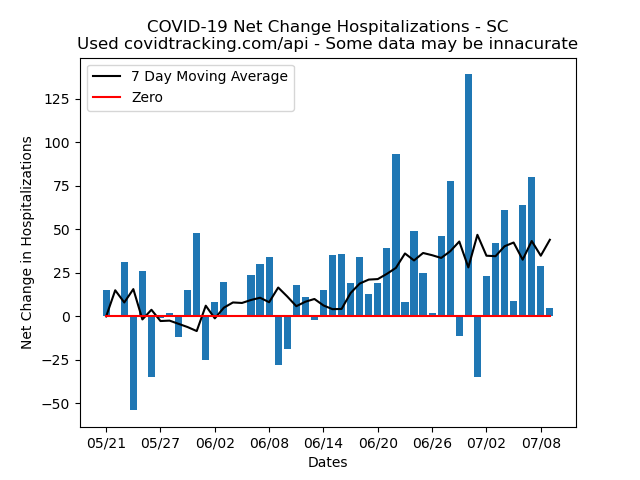 COVID-19 Net Change Hospitalizations - SC
Used covidtracking.com/api - Some data may be innacurate
7 Day Moving Average
Zero
Net Change in Hospitalizations
125
100
75
50
25
0
−25
−50
05/21 05/27 06/02 06/08 06/14 06/20 06/26 07/02 07/08
Dates